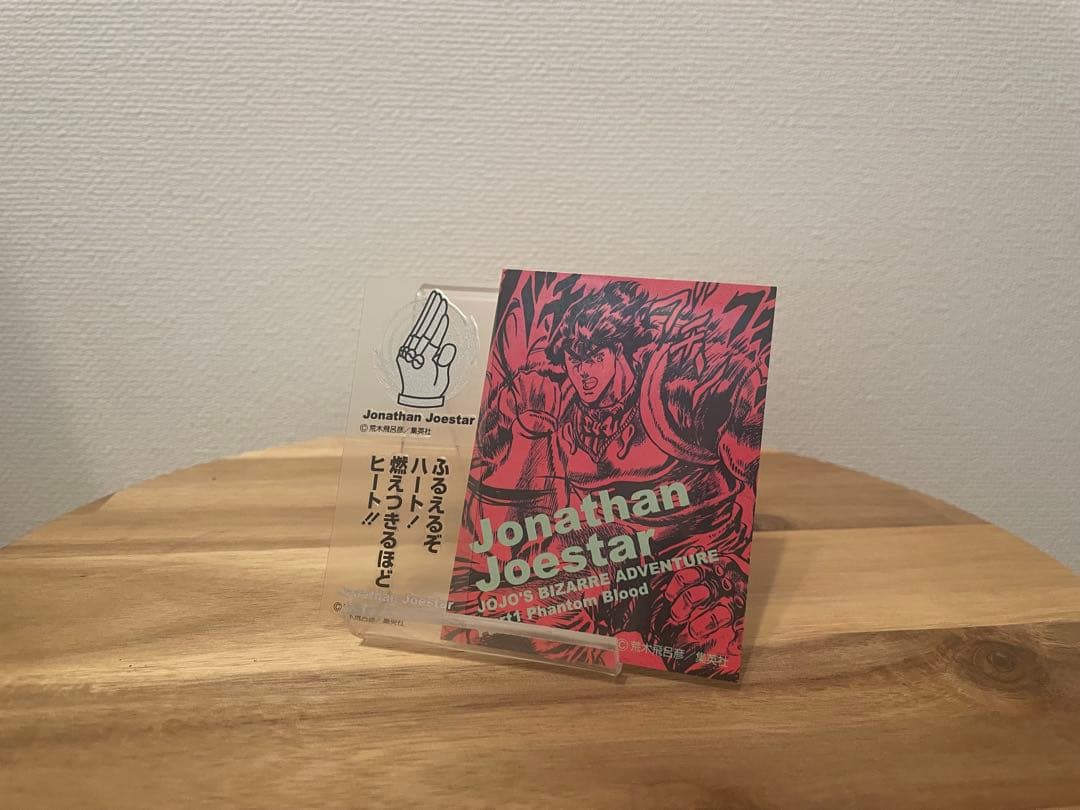 Jonathan Joestar
©荒木飛呂彦／集英社
ふるえるぞ
ハート!
燃えつきるほど
ヒート!!
Jonathan
Joestar
JOJO'S BIZARRE ADVENTURE
Phantom Blood
©荒木飛呂彦／集英社